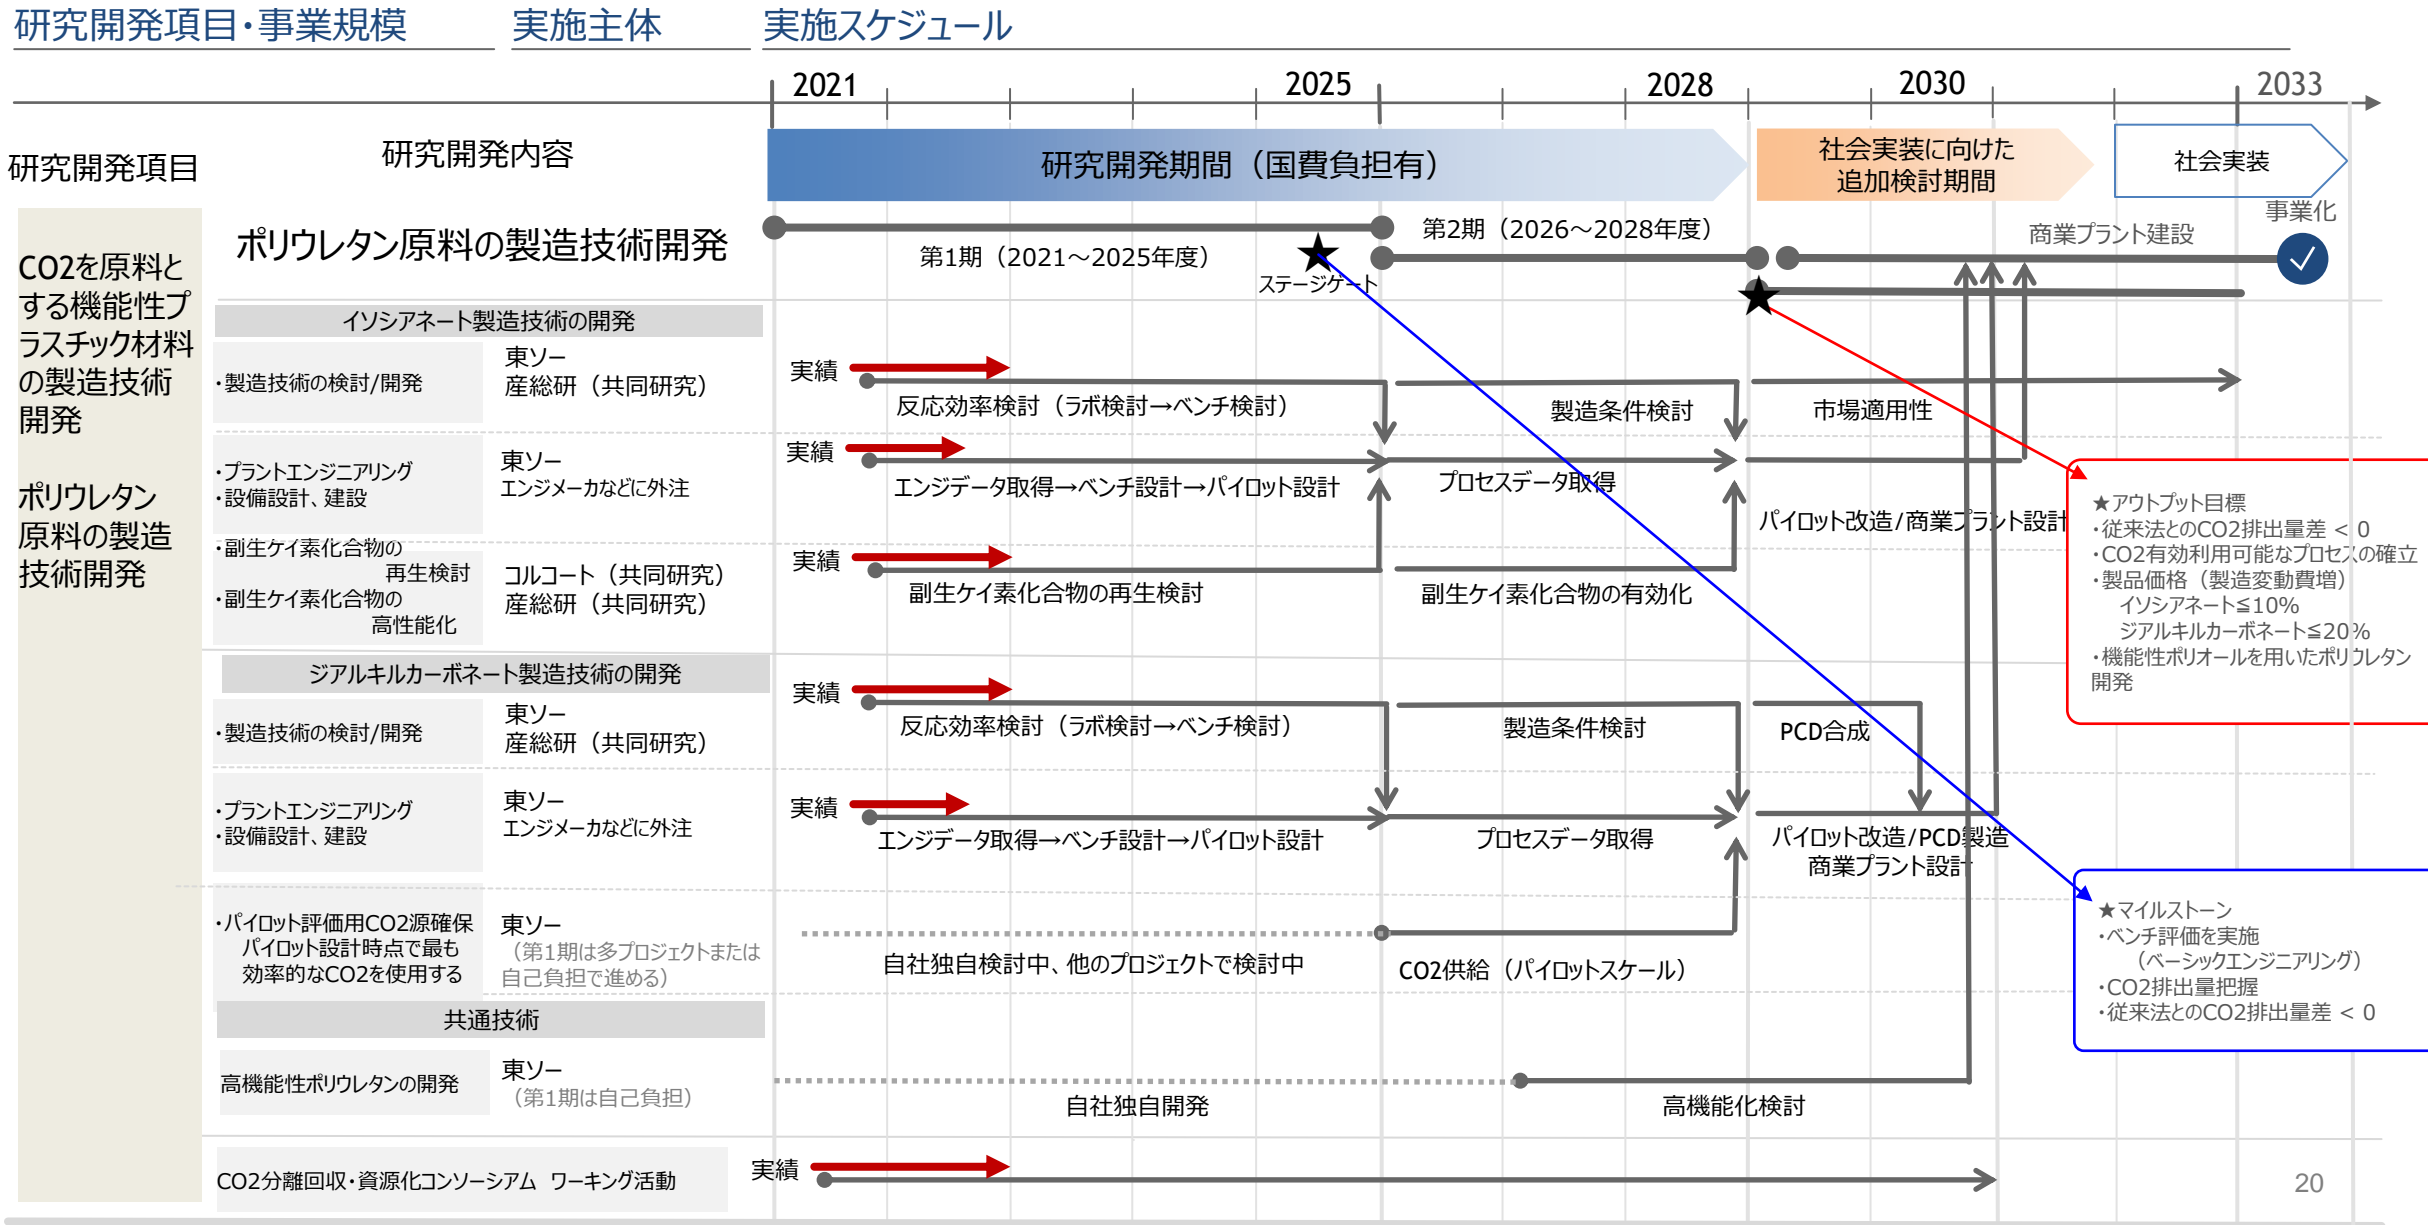 研究開発項目・事業規模
実施主体
実施スケジュール
2021
2025
2028
2030
2033
研究開発項目
研究開発内容
研究開発期間（国費負担有）
社会実装に向けた
追加検討期間
社会実装
CO2を原料と
する機能性プ
ラスチック材料
の製造技術
開発
ポリウレタン
原料の製造
技術開発
ポリウレタン原料の製造技術開発
第1期（2021～2025年度）
ステージゲート
第2期（2026～2028年度）
商業プラント建設
事業化
イソシアネート製造技術の開発
・製造技術の検討/開発
東ソー
産総研（共同研究）
実績
反応効率検討（ラボ検討→ベンチ検討）
製造条件検討
市場適用性
・プラントエンジニアリング
・設備設計、建設
東ソー
エンジメーカなどに外注
実績
エンジデータ取得→ベンチ設計→パイロット設計
プロセスデータ取得
パイロット改造/商業プラント設計
・副生ケイ素化合物の
再生検討
・副生ケイ素化合物の
高性能化
コルコート（共同研究）
産総研（共同研究）
実績
副生ケイ素化合物の再生検討
副生ケイ素化合物の有効化
★アウトプット目標
・従来法とのCO2排出量差 < 0
・CO2有効利用可能なプロセスの確立
・製品価格（製造変動費増）
イソシアネート≦10%
ジアルキルカーボネート≦20%
・機能性ポリオールを用いたポリウレタン
開発
ジアルキルカーボネート製造技術の開発
・製造技術の検討/開発
東ソー
産総研（共同研究）
実績
反応効率検討（ラボ検討→ベンチ検討）
製造条件検討
PCD合成
・プラントエンジニアリング
・設備設計、建設
東ソー
エンジメーカなどに外注
実績
エンジデータ取得→ベンチ設計→パイロット設計
プロセスデータ取得
パイロット改造/PCD製造
商業プラント設計
・パイロット評価用CO2源確保
パイロット設計時点で最も
効率的なCO2を使用する
東ソー
（第1期は多プロジェクトまたは
自己負担で進める）
自社独自検討中、他のプロジェクトで検討中
CO2供給（パイロットスケール）
★マイルストーン
・ベンチ評価を実施
（ベーシックエンジニアリング）
・CO2排出量把握
・従来法とのCO2排出量差 < 0
共通技術
高機能性ポリウレタンの開発
東ソー
（第1期は自己負担）
自社独自開発
高機能化検討
CO2分離回収・資源化コンソーシアム ワーキング活動
実績
20